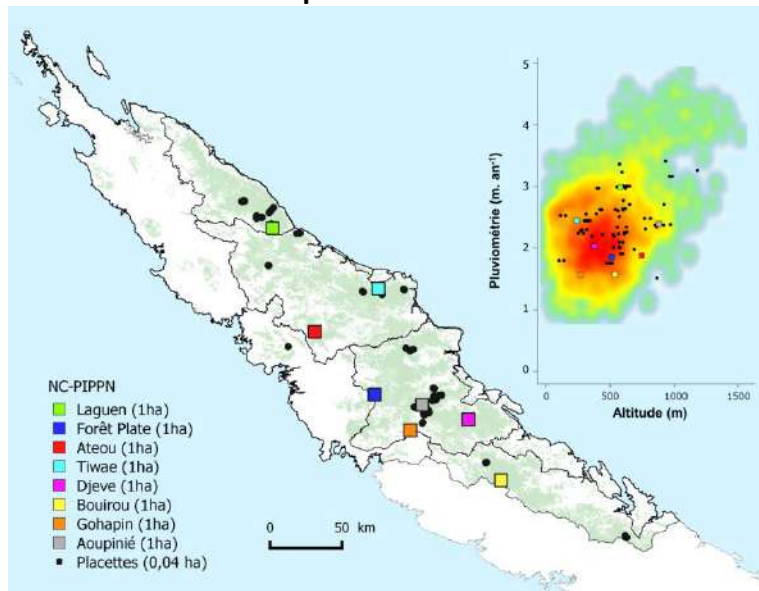 NC-PIPPN
Laguen (1ha)
Forêt Plate (1ha)
Ateou (1ha)
Tiwae (1ha)
Djeve (1ha)
Bouirou (1ha)
Gohapin (1ha)
Aoupinié (1ha)
Placettes (0,04 ha)
0 50 km
Pluviométrie (m. an⁻¹)
5
4
3
2
1
0
0 500 1000 1500
Altitude (m)